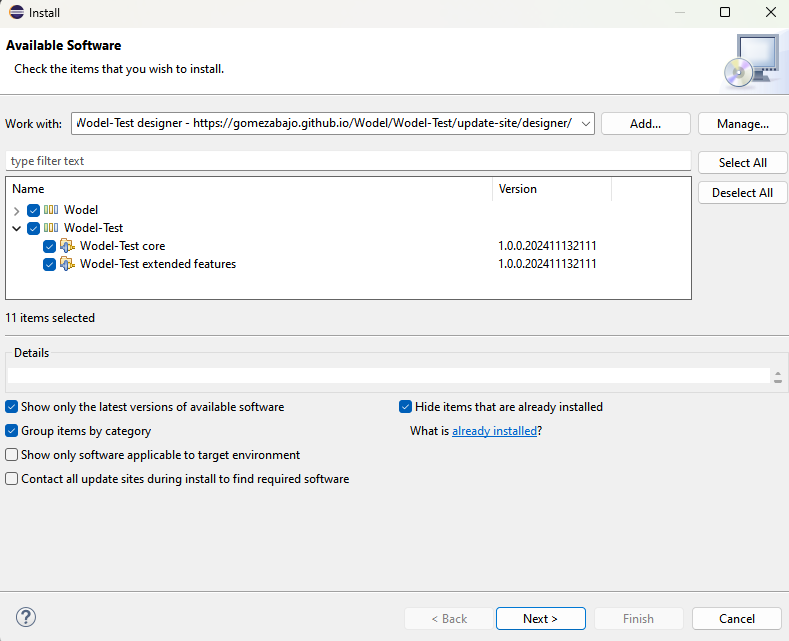 Install
Available Software
Check the items that you wish to install.
Work with: Wodel-Test designer - https://gomezabajo.github.io/Wodel/Wodel-Test/update-site/designer/ Add... Manage...
type filter text Select All
Name Version Deselect All
Wodel
Wodel-Test
Wodel-Test core 1.0.0.202411132111
Wodel-Test extended features 1.0.0.202411132111
11 items selected
Details
Show only the latest versions of available software Hide items that are already installed
Group items by category What is already installed?
Show only software applicable to target environment
Contact all update sites during install to find required software
? < Back Next > Finish Cancel